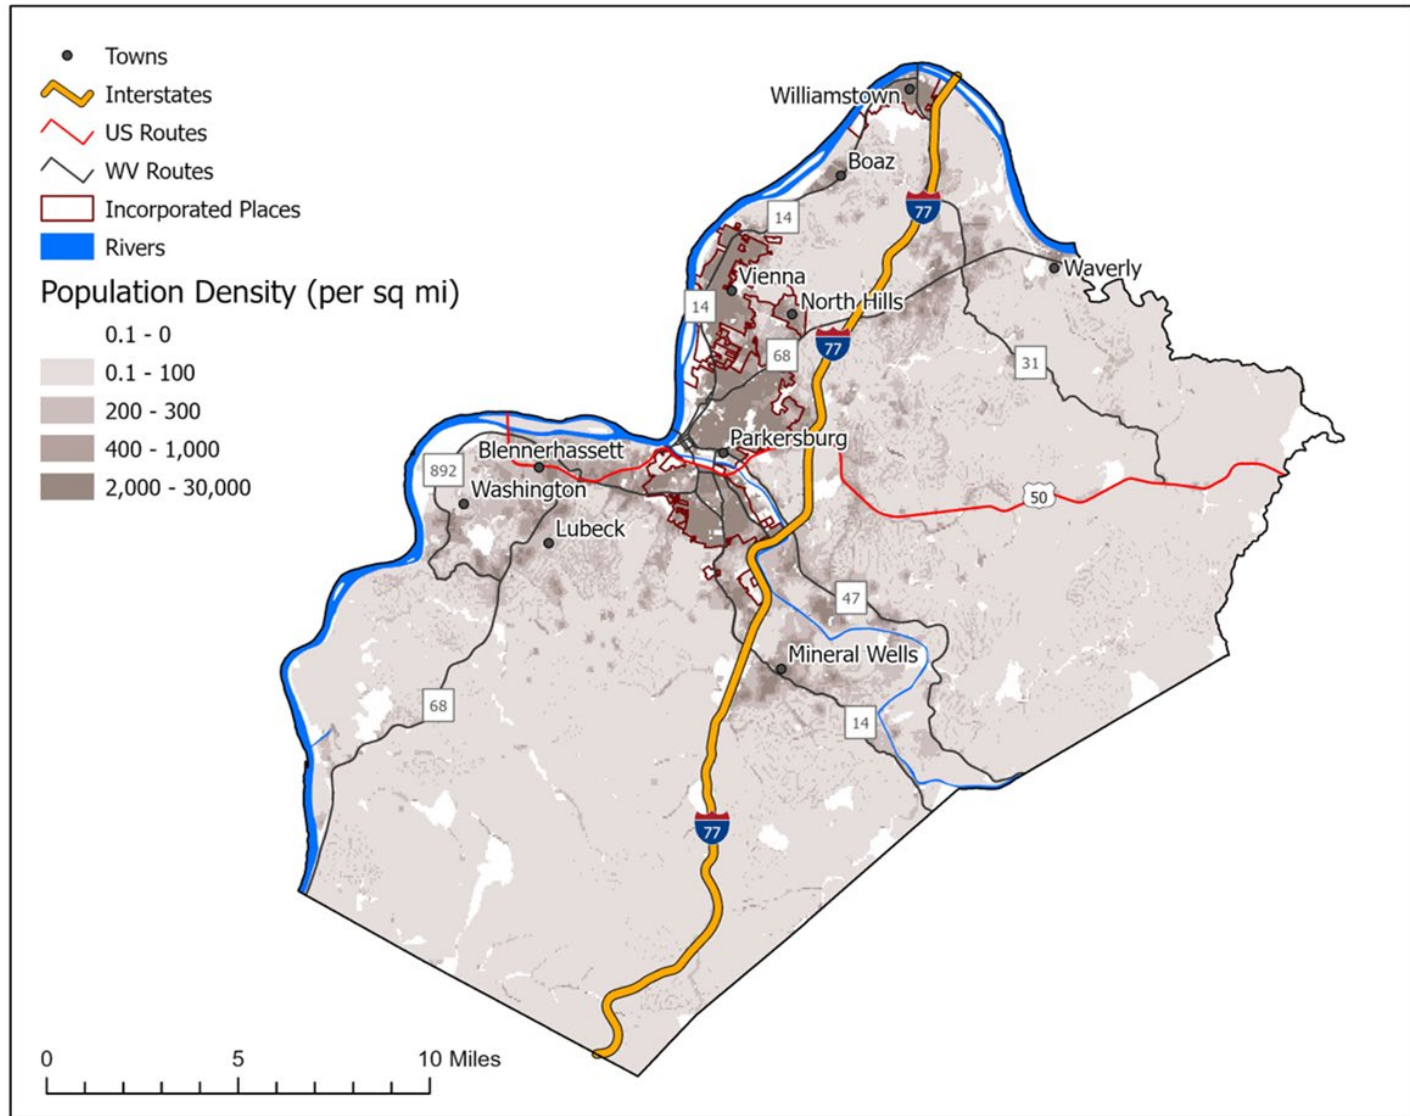 Towns
Interstates
US Routes
WV Routes
Incorporated Places
Rivers
Population Density (per sq mi)
0.1 - 0
0.1 - 100
200 - 300
400 - 1,000
2,000 - 30,000
Williamstown
Boaz
14
77
Vienna
Waverly
14
North Hills
68
77
31
Parkersburg
Blennerhassett
892
Washington
50
Lubeck
47
Mineral Wells
68
14
77
0 5 10 Miles